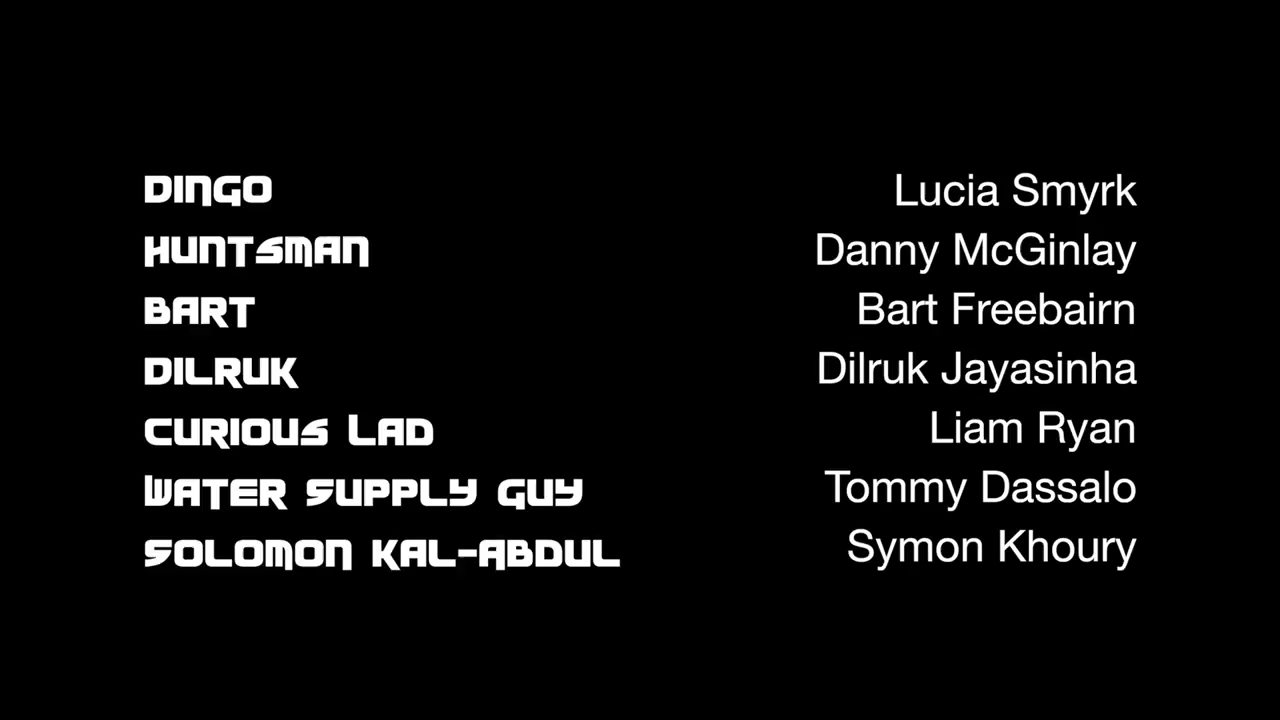 DINGO Lucia Smyrk
HUNTSMAN Danny McGinlay
BART Bart Freebairn
DILRUK Dilruk Jayasinha
CURIOUS LAD Liam Ryan
WATER SUPPLY GUY Tommy Dassalo
SOLOMON KAL-ABDUL Symon Khoury